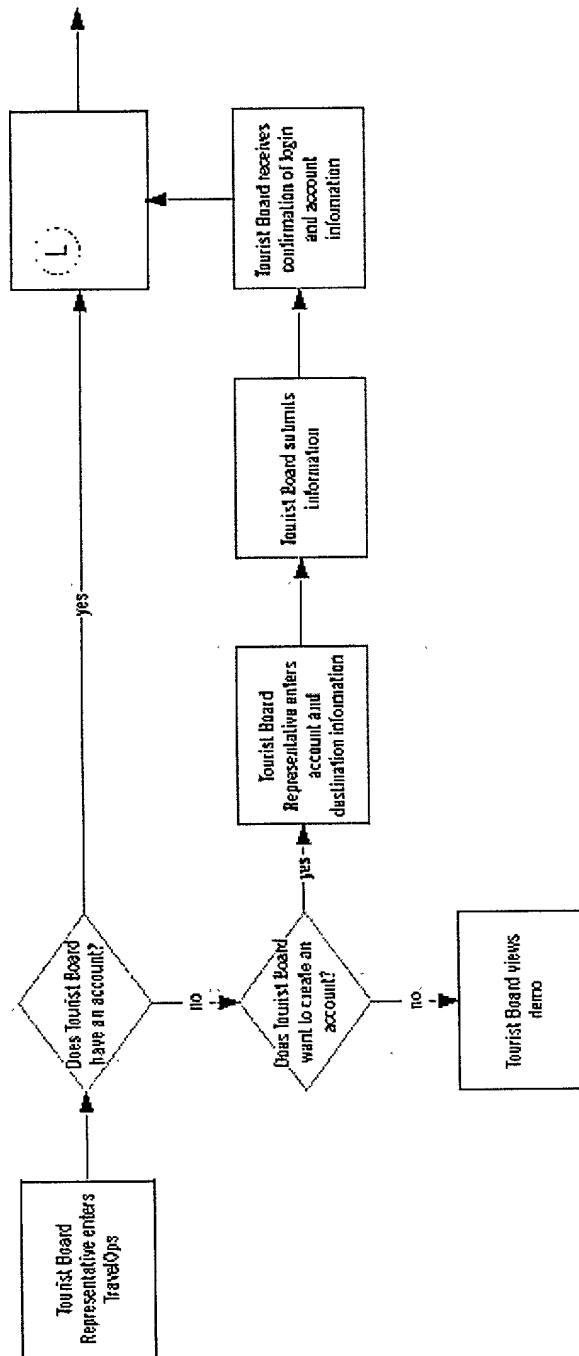 Tourist Board
Representative enters
TravelOps
Does Tourist Board
have an account?
yes
L
no
Does Tourist Board
want to create an
account?
yes
Tourist Board
Representative enters
account and
destination information
Tourist Board submits
information
Tourist Board receives
confirmation of login
and account
information
no
Tourist Board views
demo